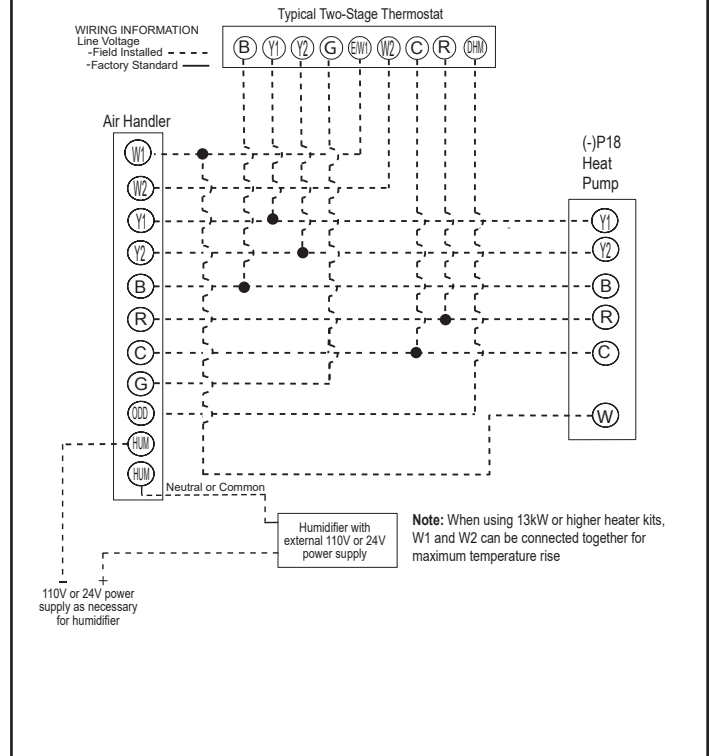 Typical Two-Stage Thermostat
WIRING INFORMATION
Line Voltage
-Field Installed
-Factory Standard
B Y1 Y2 G E/W1 W2 C R DHM
Air Handler
W1
W2
Y1
Y2
B
R
C
G
ODD
HUM
HUM
(-)P18
Heat
Pump
Y1
Y2
B
R
C
W
Neutral or Common
Humidifier with
external 110V or 24V
power supply
Note: When using 13kW or higher heater kits,
W1 and W2 can be connected together for
maximum temperature rise
– +
110V or 24V power
supply as necessary
for humidifier